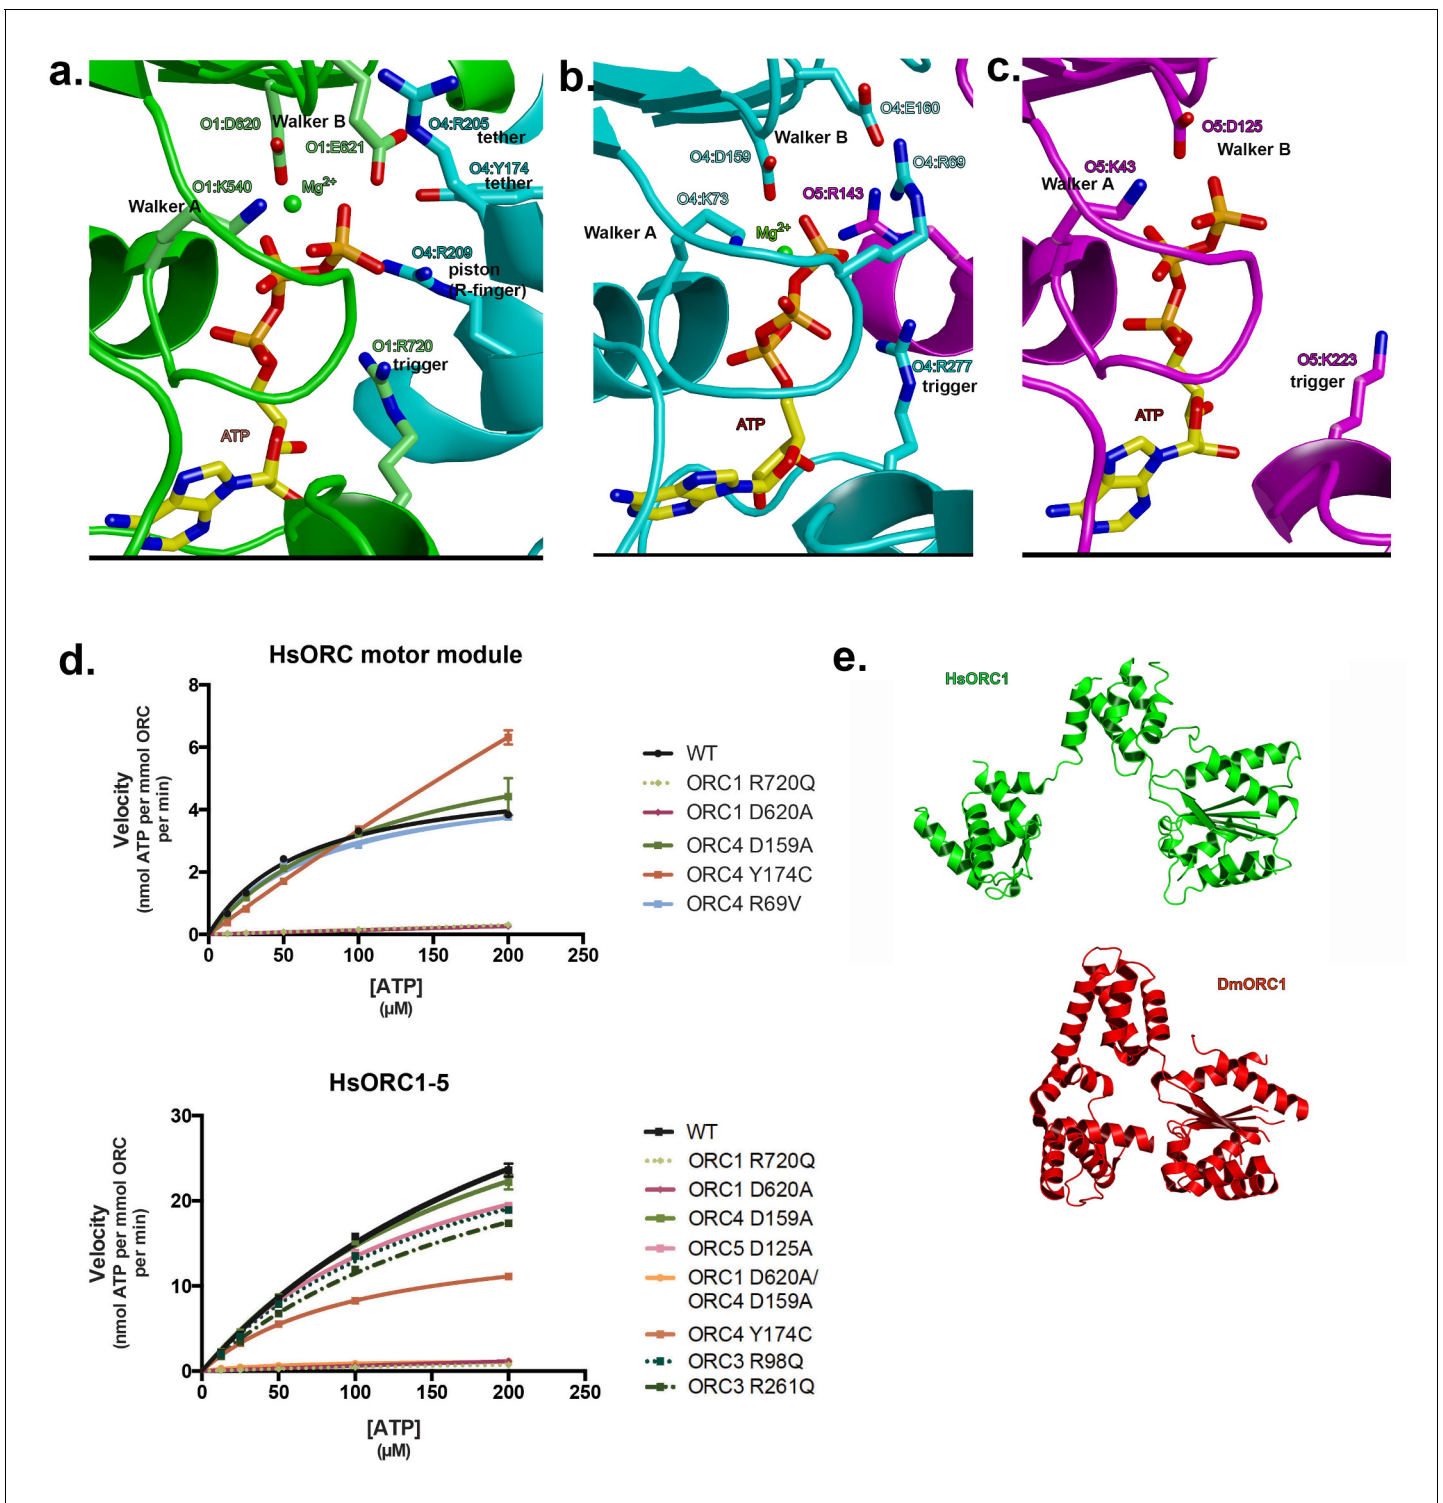 a.
O1:D620
Walker B
O1:E621
O4:R205
tether
O4:Y174
tether
O1:K540
Mg2+
Walker A
O4:R209
piston
(R-finger)
O1:R720
trigger
ATP
b.
O4:E160
Walker B
O4:D159
O4:R69
O4:K73
O5:R143
Walker A
Mg2+
O4:R277
trigger
ATP
c.
O5:D125
Walker B
O5:K43
Walker A
O5:K223
trigger
ATP
d.
HsORC motor module
Velocity
(nmol ATP per mmol ORC
per min)
8
6
4
2
0
0 50 100 150 200 250
[ATP]
(µM)
WT
ORC1 R720Q
ORC1 D620A
ORC4 D159A
ORC4 Y174C
ORC4 R69V
HsORC1-5
Velocity
(nmol ATP per mmol ORC
per min)
30
20
10
0
0 50 100 150 200 250
[ATP]
(µM)
WT
ORC1 R720Q
ORC1 D620A
ORC4 D159A
ORC5 D125A
ORC1 D620A/
ORC4 D159A
ORC4 Y174C
ORC3 R98Q
ORC3 R261Q
e.
HsORC1
DmORC1